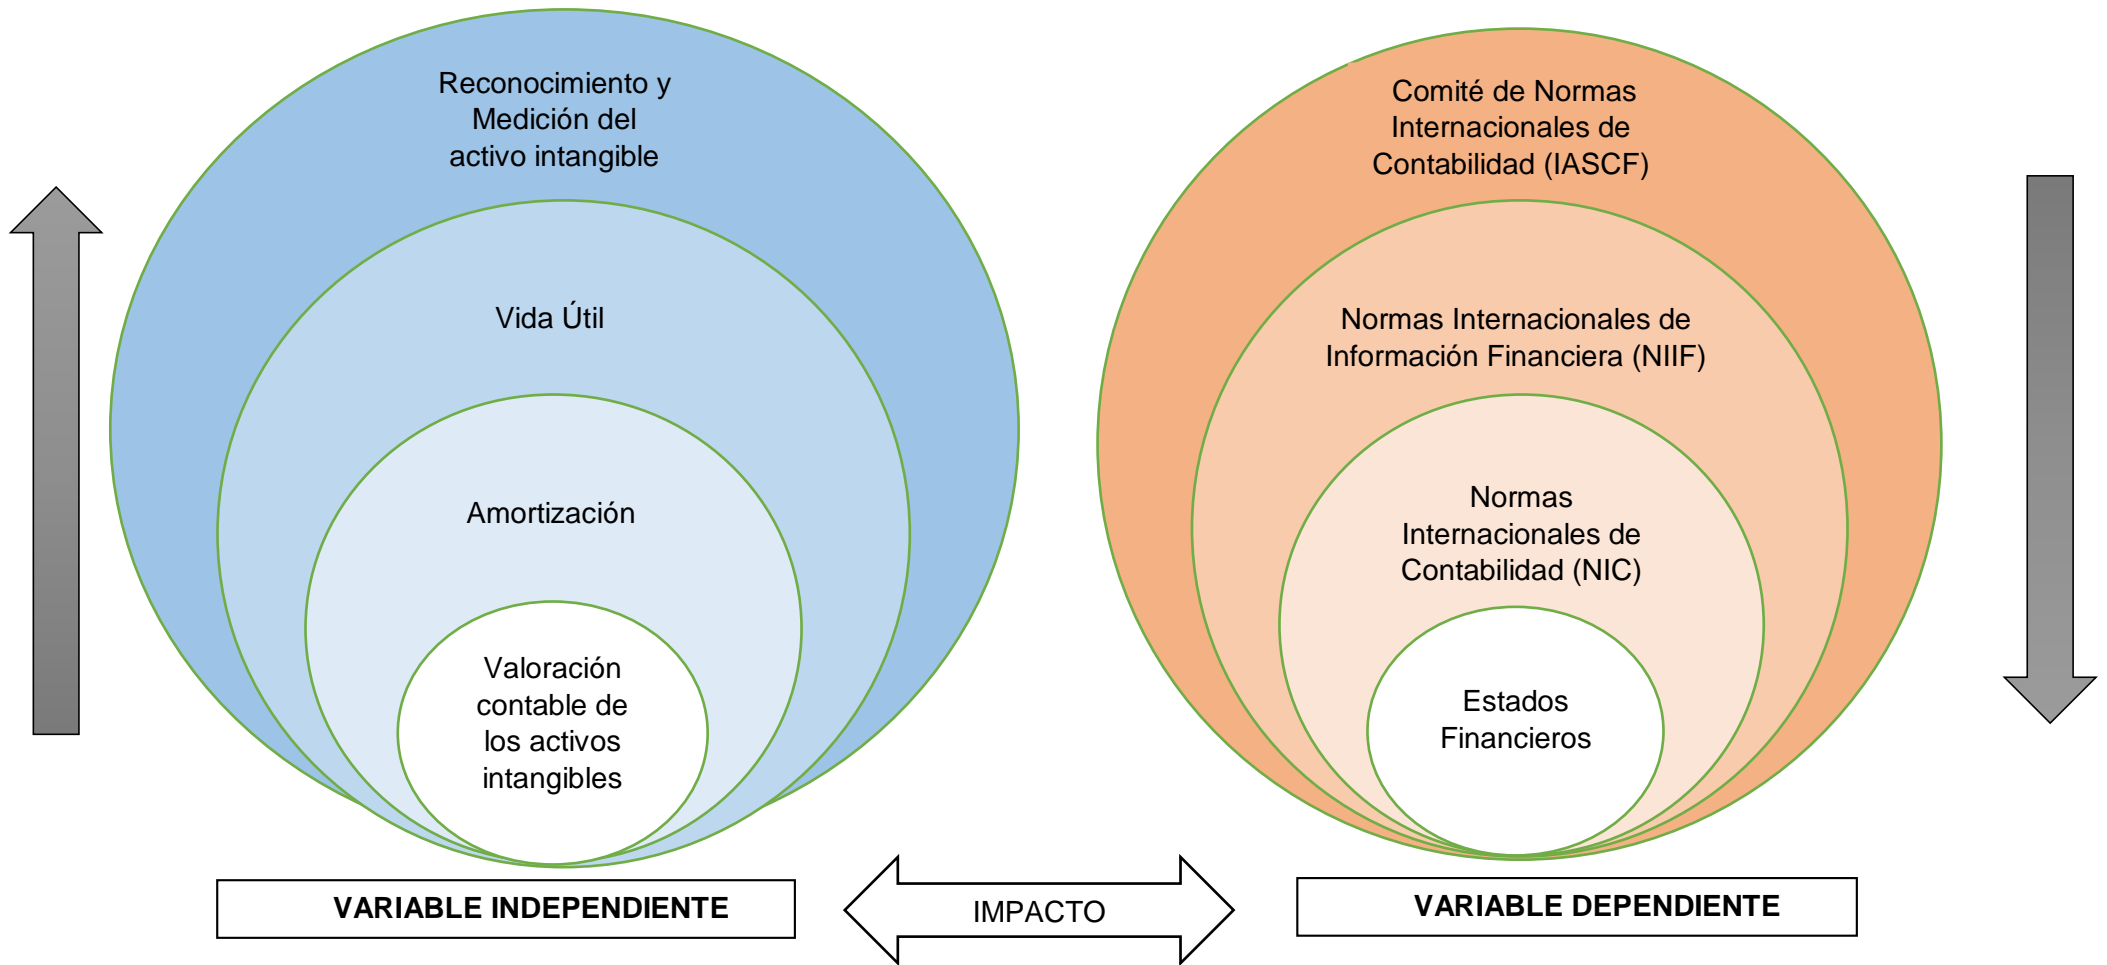 Reconocimiento y
Medición del
activo intangible
Vida Útil
Amortización
Valoración
contable de
los activos
intangibles
VARIABLE INDEPENDIENTE
IMPACTO
Comité de Normas
Internacionales de
Contabilidad (IASCF)
Normas Internacionales de
Información Financiera (NIIF)
Normas
Internacionales de
Contabilidad (NIC)
Estados
Financieros
VARIABLE DEPENDIENTE